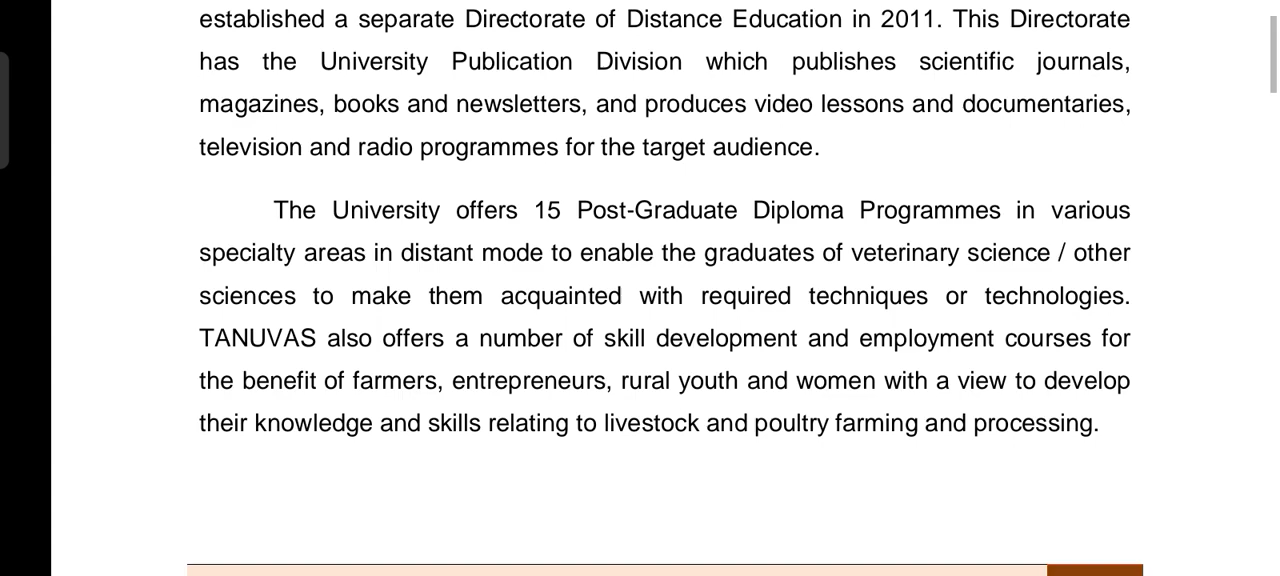 established a separate Directorate of Distance Education in 2011. This Directorate
has the University Publication Division which publishes scientific journals,
magazines, books and newsletters, and produces video lessons and documentaries,
television and radio programmes for the target audience.
The University offers 15 Post-Graduate Diploma Programmes in various
specialty areas in distant mode to enable the graduates of veterinary science / other
sciences to make them acquainted with required techniques or technologies.
TANUVAS also offers a number of skill development and employment courses for
the benefit of farmers, entrepreneurs, rural youth and women with a view to develop
their knowledge and skills relating to livestock and poultry farming and processing.